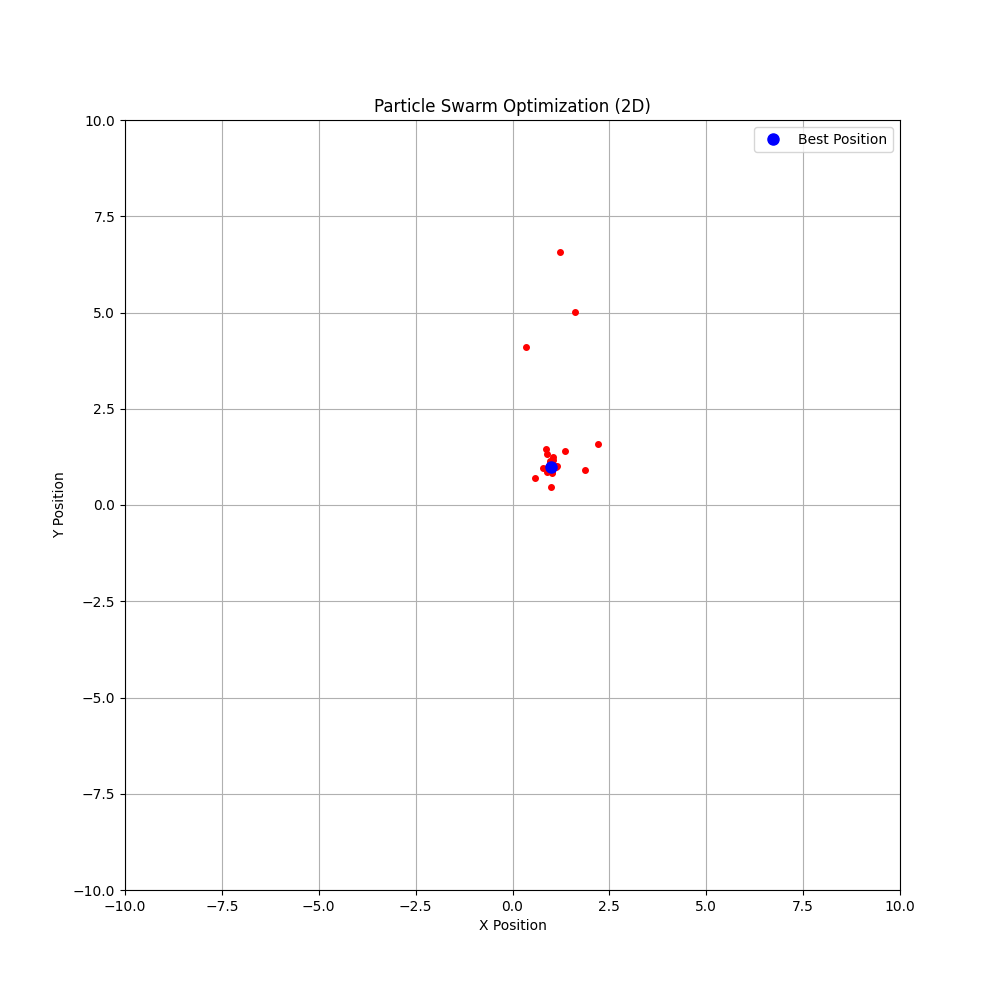 Particle Swarm Optimization (2D)
Best Position
10.0
7.5
5.0
2.5
0.0
−2.5
−5.0
−7.5
−10.0
Y Position
−10.0 −7.5 −5.0 −2.5 0.0 2.5 5.0 7.5 10.0
X Position